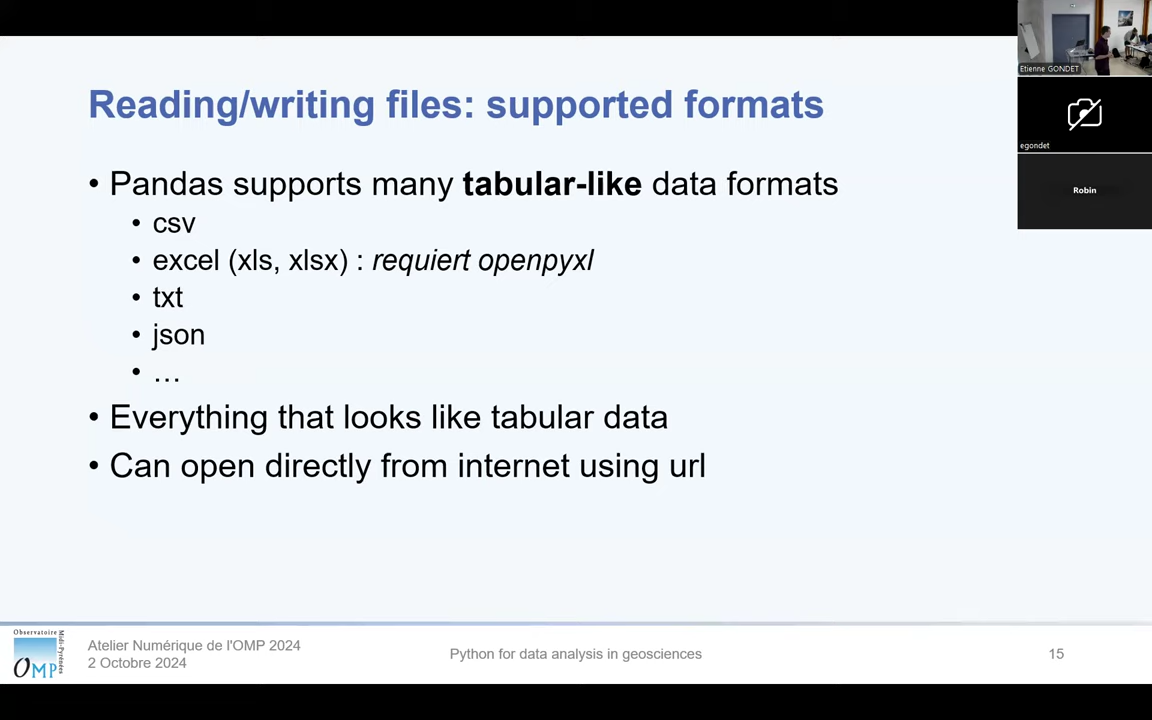 Reading/writing files: supported formats
• Pandas supports many tabular-like data formats
• csv
• excel (xls, xlsx) : requiert openpyxl
• txt
• json
• …
• Everything that looks like tabular data
• Can open directly from internet using url
Etienne GONDET
egondet
Robin
Observatoire
Midi-Pyrénées
OMP
Atelier Numérique de l'OMP 2024
2 Octobre 2024
Python for data analysis in geosciences
15